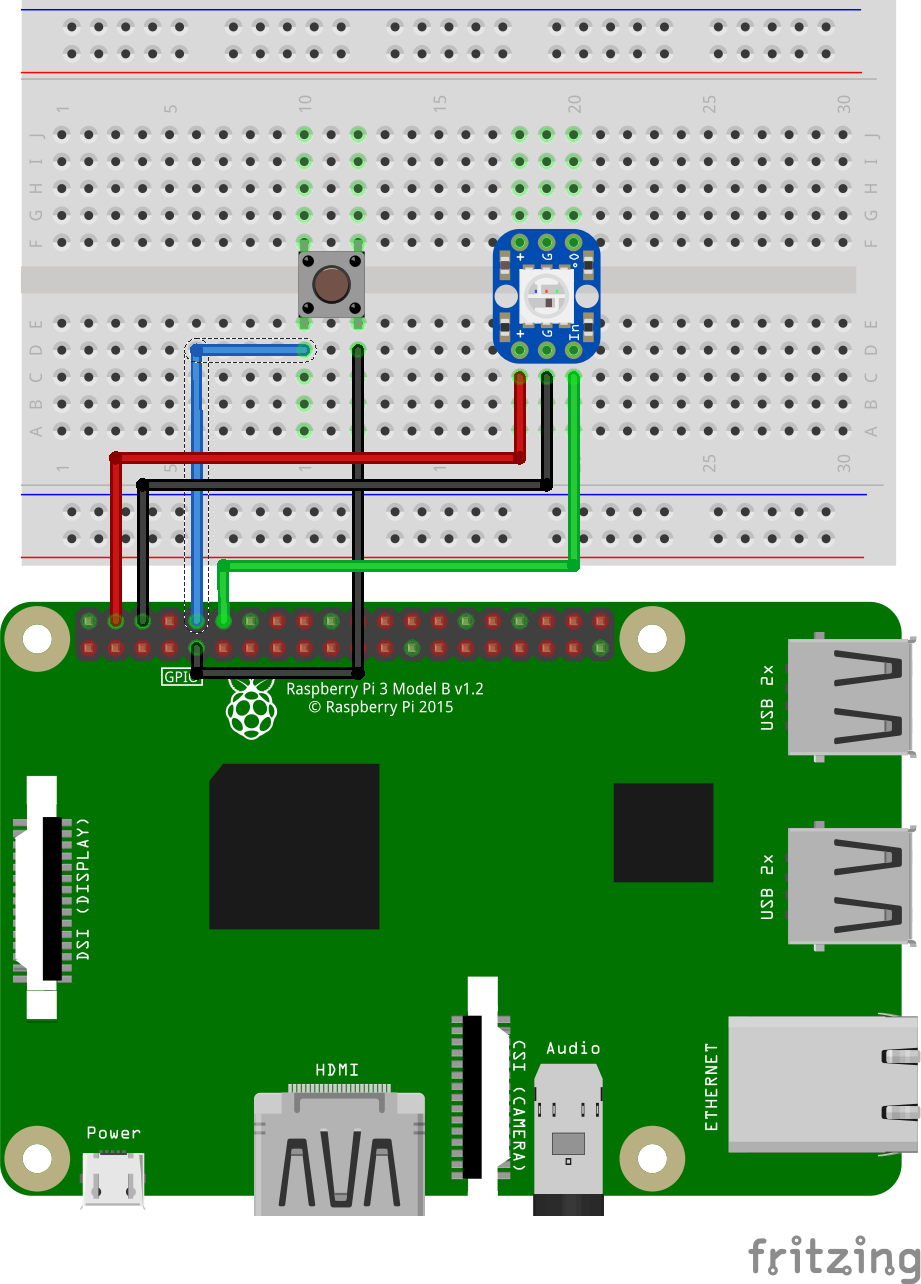 1 5 10 15 20 25 30
J J
I I
H H
G G
F F
+ G O
+ G In
E E
D D
C C
B B
A A
1 5 10 1 25 30
GPIO
Raspberry Pi 3 Model B v1.2
© Raspberry Pi 2015
USB 2x
DSI (DISPLAY)
USB 2x
HDMI
CSI (CAMERA)
Audio
ETHERNET
Power
fritzing